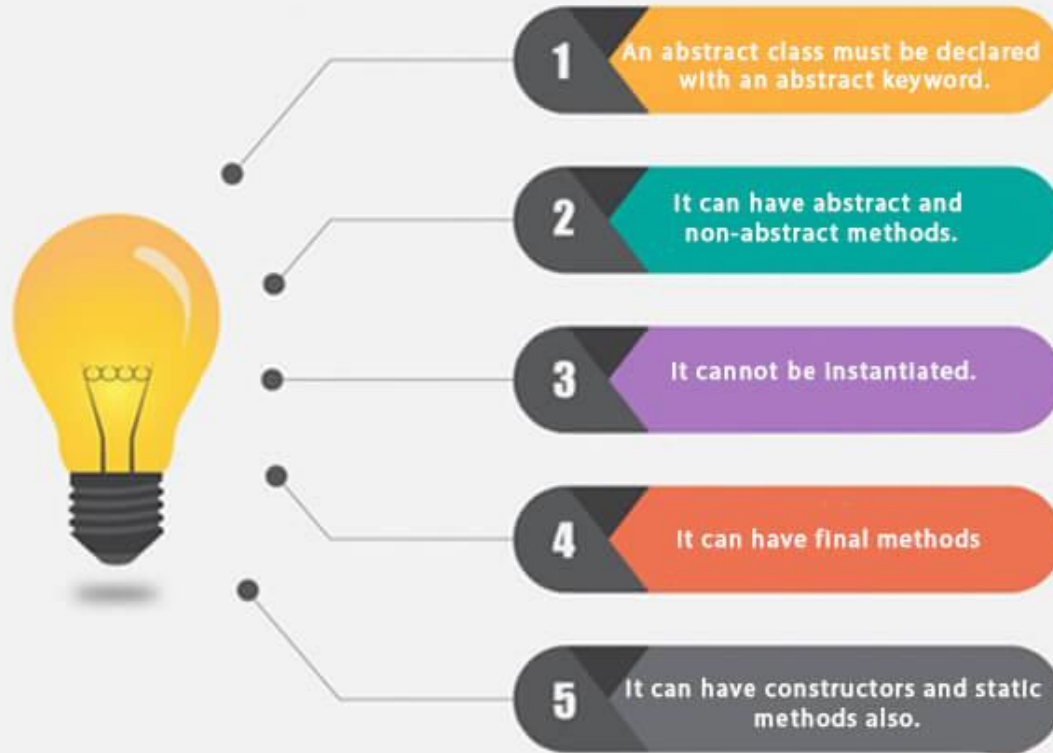 1
An abstract class must be declared
with an abstract keyword.
2
It can have abstract and
non-abstract methods.
3
It cannot be instantiated.
4
It can have final methods
5
It can have constructors and static
methods also.